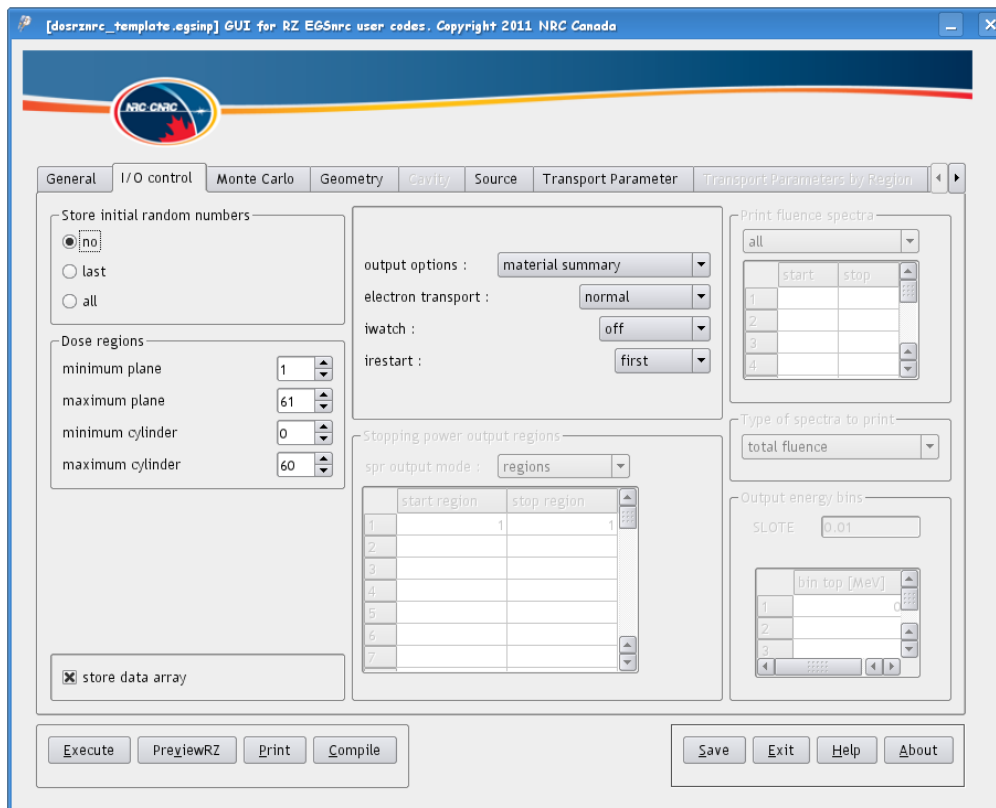 [dosrznrc_template.egsinp] GUI for RZ EGSnrc user codes. Copyright 2011 NRC Canada
NRC·CNRC
General
I/O control
Monte Carlo
Geometry
Cavity
Source
Transport Parameter
Transport Parameters by Region
Store initial random numbers
no
last
all
Dose regions
minimum plane
1
maximum plane
61
minimum cylinder
0
maximum cylinder
60
store data array
output options :
material summary
electron transport :
normal
iwatch :
off
irestart :
first
Stopping power output regions
spr output mode :
regions
start region
stop region
1
1
1
2
3
4
5
6
7
Print fluence spectra
all
start
stop
1
2
3
4
Type of spectra to print
total fluence
Output energy bins
SLOTE
0.01
bin top [MeV]
1
0
2
3
Execute
PreviewRZ
Print
Compile
Save
Exit
Help
About